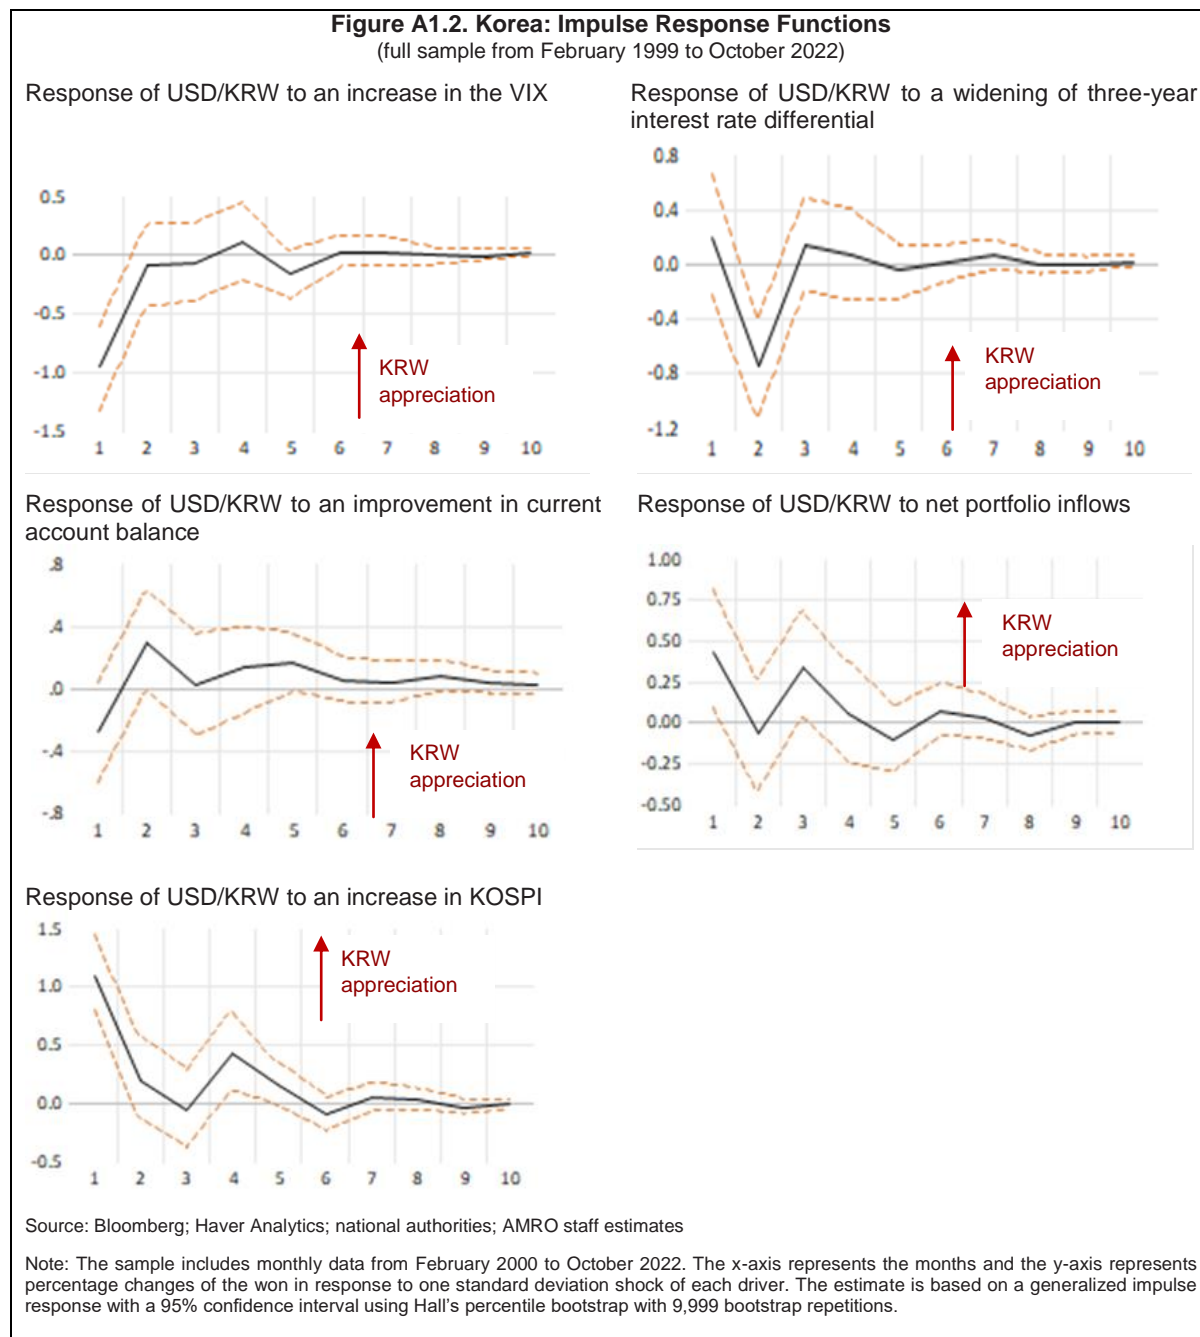 Figure A1.2. Korea: Impulse Response Functions
(full sample from February 1999 to October 2022)
Response of USD/KRW to an increase in the VIX
0.5
0.0
-0.5
-1.0
-1.5
KRW
appreciation
1 2 3 4 5 6 7 8 9 10
Response of USD/KRW to a widening of three-year
interest rate differential
0.8
0.4
0.0
-0.4
-0.8
-1.2
KRW
appreciation
1 2 3 4 5 6 7 8 9 10
Response of USD/KRW to an improvement in current
account balance
.8
.4
.0
-.4
-.8
KRW
appreciation
1 2 3 4 5 6 7 8 9 10
Response of USD/KRW to net portfolio inflows
1.00
0.75
0.50
0.25
0.00
-0.25
-0.50
KRW
appreciation
1 2 3 4 5 6 7 8 9 10
Response of USD/KRW to an increase in KOSPI
1.5
1.0
0.5
0.0
-0.5
KRW
appreciation
1 2 3 4 5 6 7 8 9 10
Source: Bloomberg; Haver Analytics; national authorities; AMRO staff estimates
Note: The sample includes monthly data from February 2000 to October 2022. The x-axis represents the months and the y-axis represents
percentage changes of the won in response to one standard deviation shock of each driver. The estimate is based on a generalized impulse
response with a 95% confidence interval using Hall's percentile bootstrap with 9,999 bootstrap repetitions.